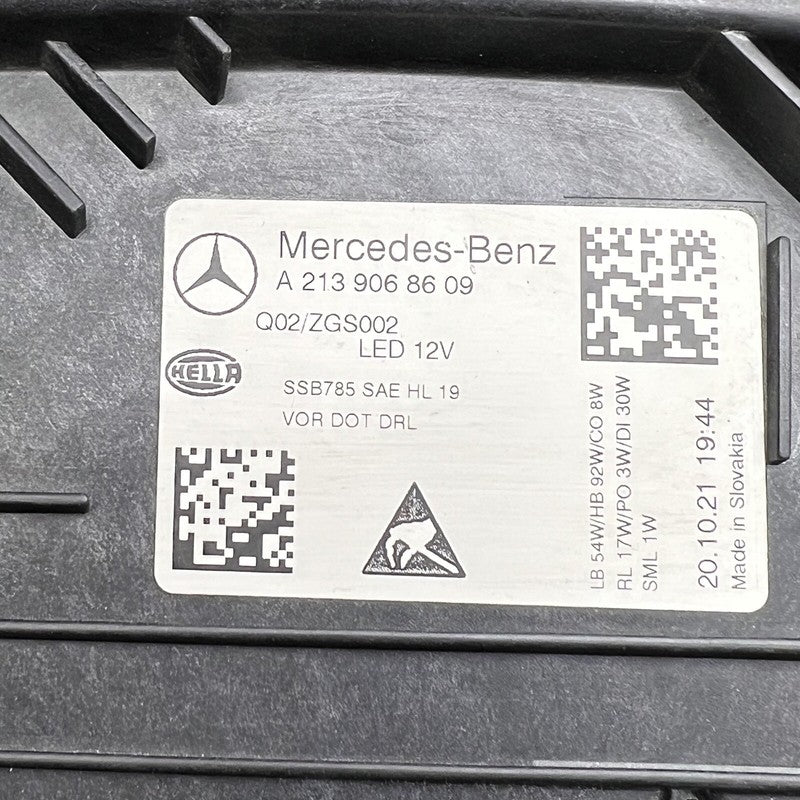 Mercedes-Benz
A 213 906 86 09
Q02/ZGS002
LED 12V
HELLA
SSB785 SAE HL 19
VOR DOT DRL
LB 54W/HB 92W/CO 8W
RL 17W/PO 3W/DI 30W
SML 1W
20.10.21 19:44
Made in Slovakia